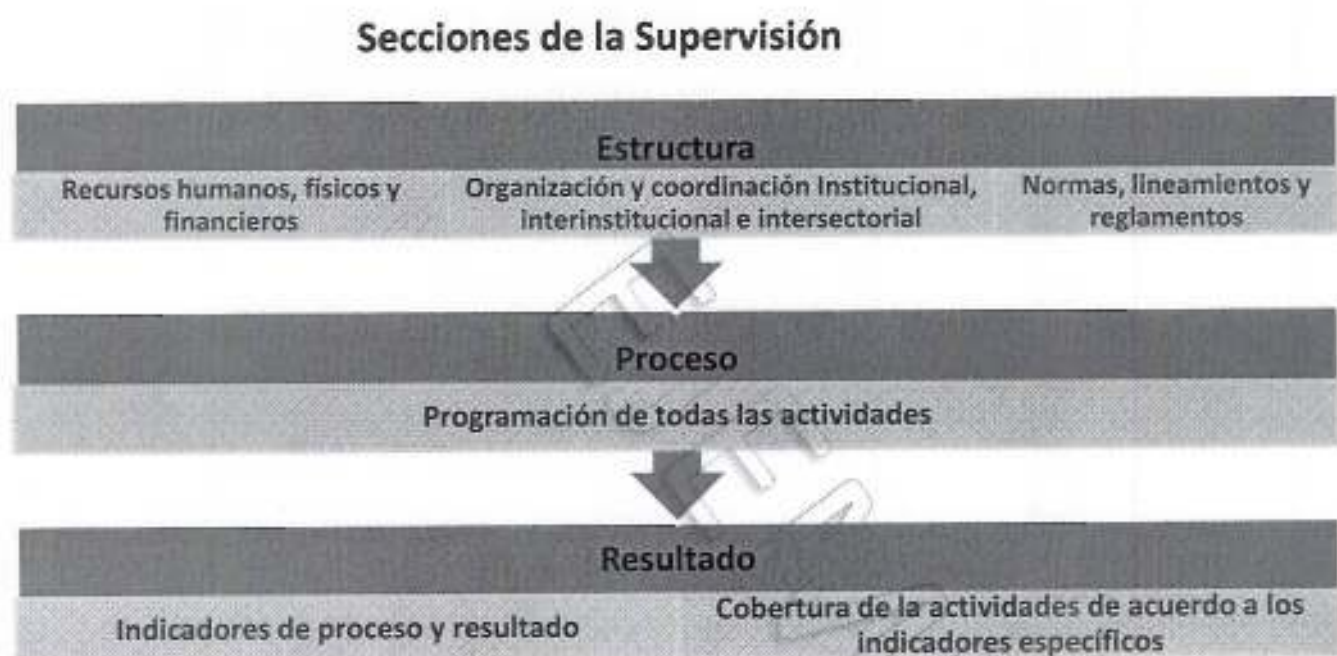 Secciones de la Supervisión
Estructura
Recursos humanos, físicos y
financieros
Organización y coordinación Institucional,
interinstitucional e intersectorial
Normas, lineamientos y
reglamentos
Proceso
Programación de todas las actividades
Resultado
Indicadores de proceso y resultado
Cobertura de la actividades de acuerdo a los
indicadores específicos